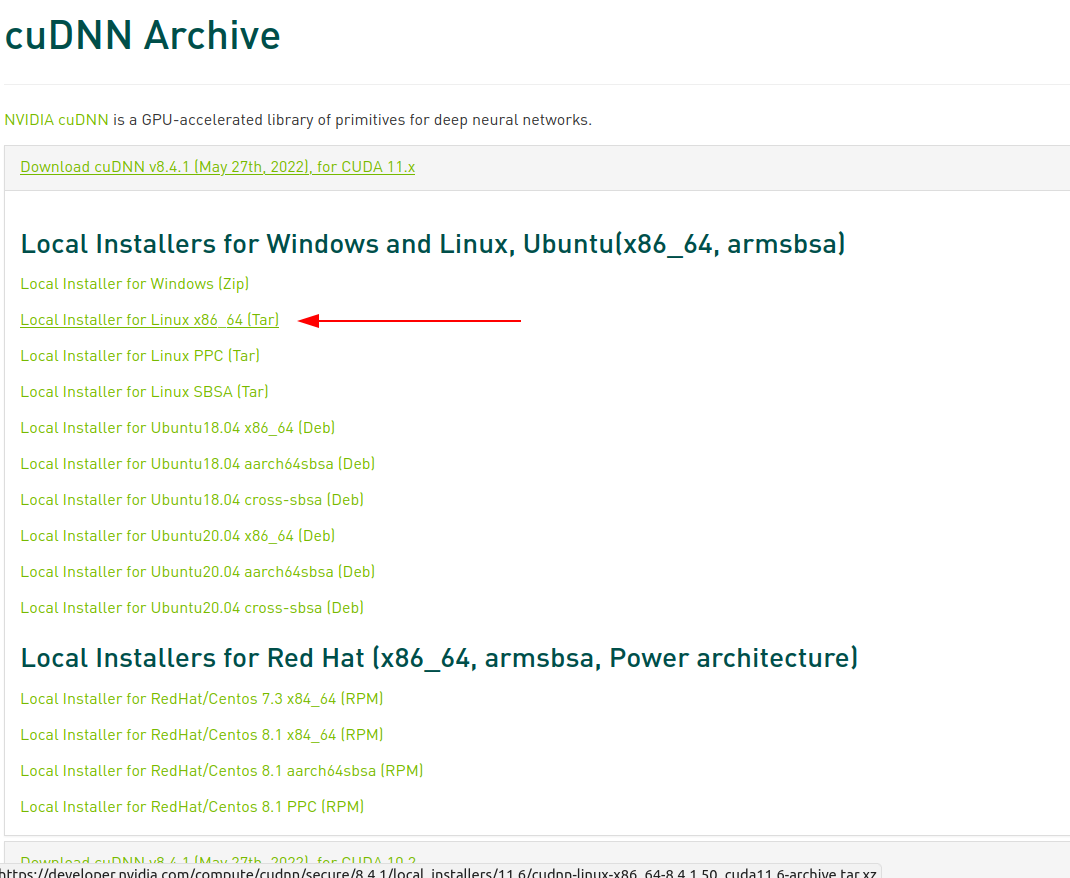 cuDNN Archive
NVIDIA cuDNN is a GPU-accelerated library of primitives for deep neural networks.
Download cuDNN v8.4.1 (May 27th, 2022), for CUDA 11.x
Local Installers for Windows and Linux, Ubuntu(x86_64, armsbsa)
Local Installer for Windows (Zip)
Local Installer for Linux x86_64 (Tar)
Local Installer for Linux PPC (Tar)
Local Installer for Linux SBSA (Tar)
Local Installer for Ubuntu18.04 x86_64 (Deb)
Local Installer for Ubuntu18.04 aarch64sbsa (Deb)
Local Installer for Ubuntu18.04 cross-sbsa (Deb)
Local Installer for Ubuntu20.04 x86_64 (Deb)
Local Installer for Ubuntu20.04 aarch64sbsa (Deb)
Local Installer for Ubuntu20.04 cross-sbsa (Deb)
Local Installers for Red Hat (x86_64, armsbsa, Power architecture)
Local Installer for RedHat/Centos 7.3 x84_64 (RPM)
Local Installer for RedHat/Centos 8.1 x84_64 (RPM)
Local Installer for RedHat/Centos 8.1 aarch64sbsa (RPM)
Local Installer for RedHat/Centos 8.1 PPC (RPM)
Download cuDNN v8.4.1 (May 27th, 2022), for CUDA 10.2
https://developer.nvidia.com/compute/cudnn/secure/8.4.1/local_installers/11.6/cudnn-linux-x86_64-8.4.1.50_cuda11.6-archive.tar.xz